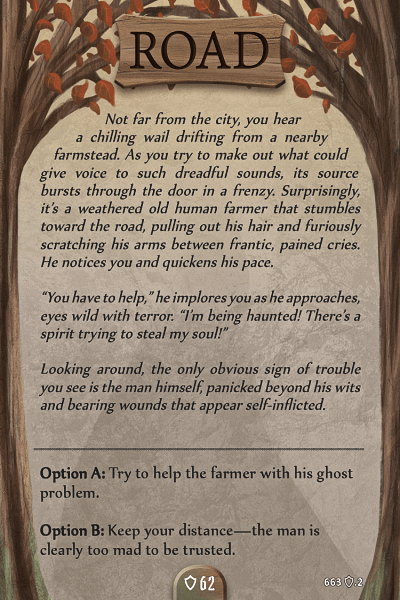 ROAD
Not far from the city, you hear
a chilling wail drifting from a nearby
farmstead. As you try to make out what could
give voice to such dreadful sounds, its source
bursts through the door in a frenzy. Surprisingly,
it's a weathered old human farmer that stumbles
toward the road, pulling out his hair and furiously
scratching his arms between frantic, pained cries.
He notices you and quickens his pace.
“You have to help,” he implores you as he approaches,
eyes wild with terror. “I'm being haunted! There's a
spirit trying to steal my soul!”
Looking around, the only obvious sign of trouble
you see is the man himself, panicked beyond his wits
and bearing wounds that appear self-inflicted.
Option A: Try to help the farmer with his ghost
problem.
Option B: Keep your distance—the man is
clearly too mad to be trusted.
62
663 .2